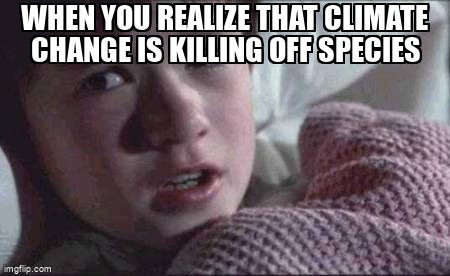 WHEN YOU REALIZE THAT CLIMATE
CHANGE IS KILLING OFF SPECIES
imgflip.com